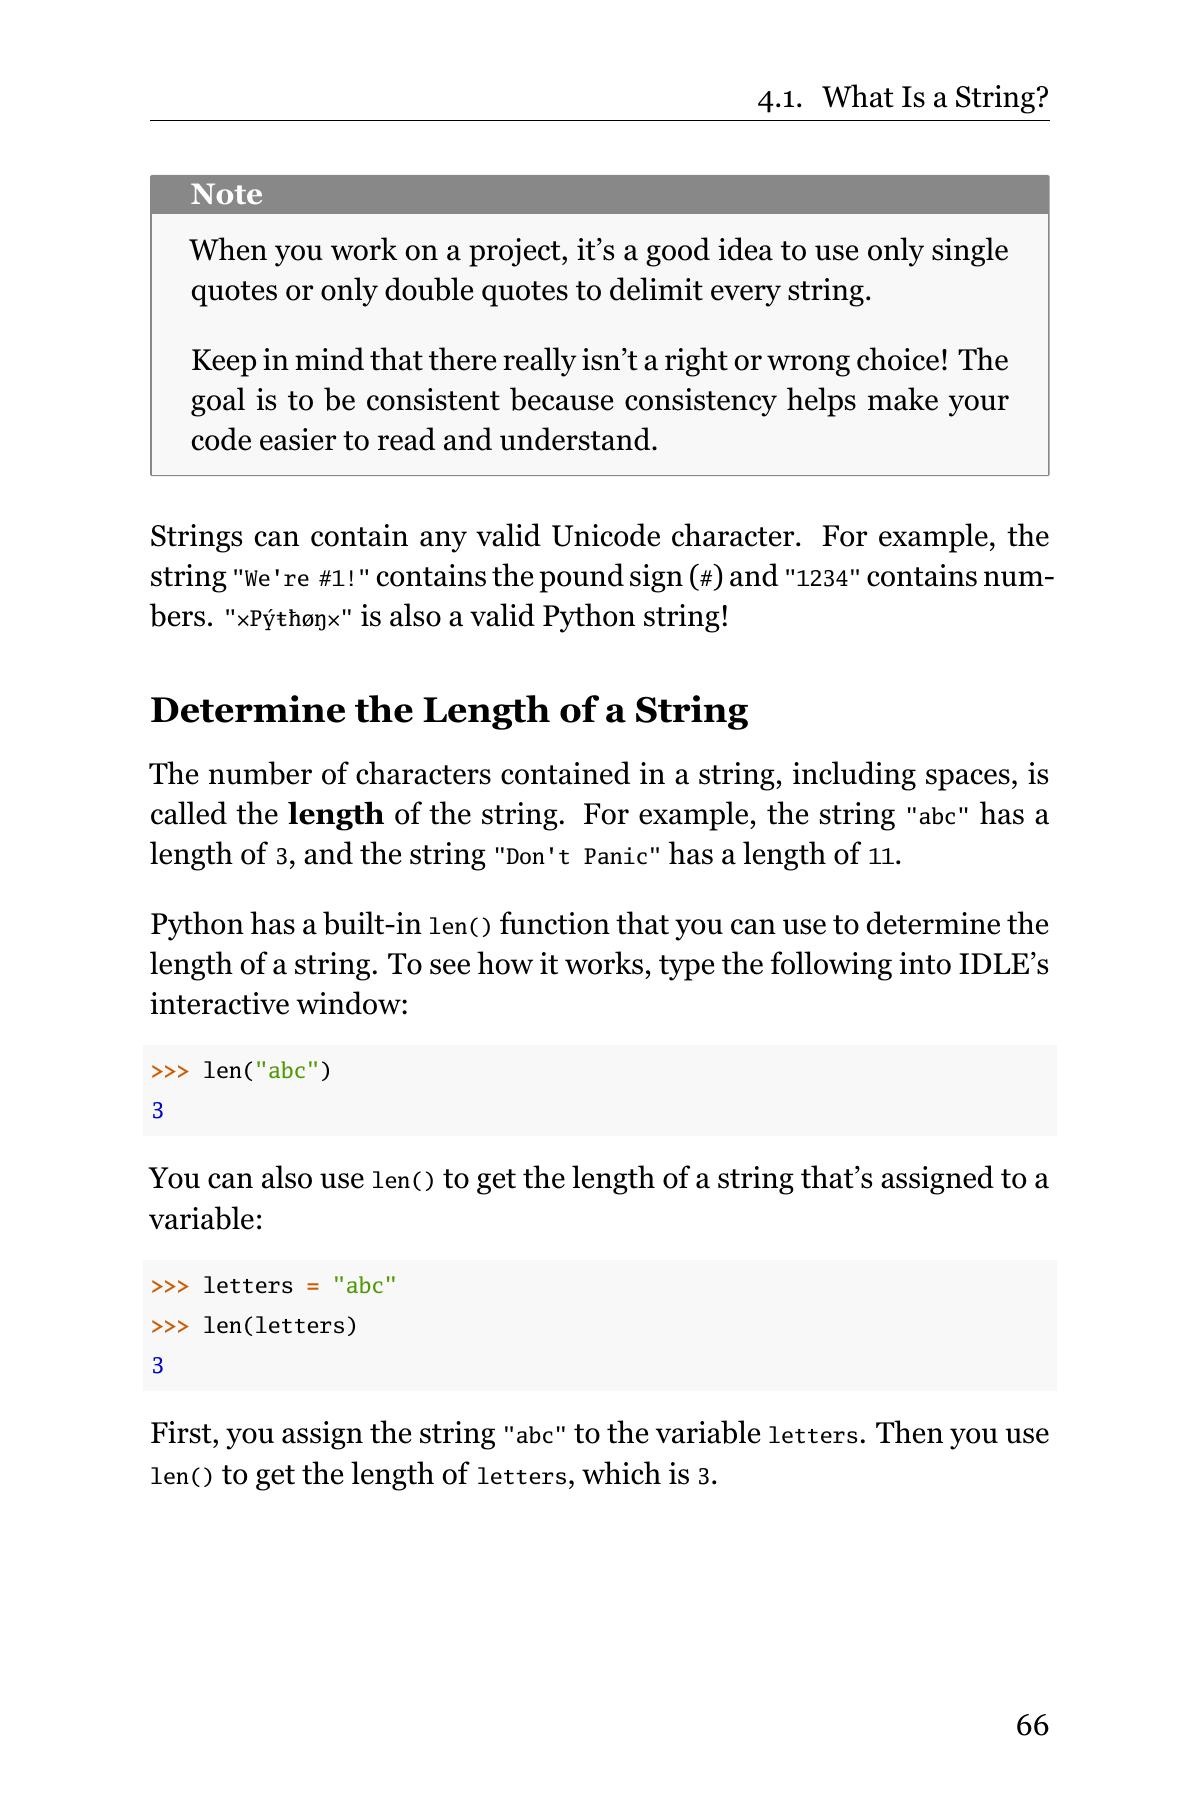 4.1. What Is a String?
Note
When you work on a project, it’s a good idea to use only single
quotes or only double quotes to delimit every string.
Keep in mind that there really isn’t a right or wrong choice! The
goal is to be consistent because consistency helps make your
code easier to read and understand.
Strings can contain any valid Unicode character. For example, the
string "We're #1!" contains the pound sign (#) and "1234" contains num-
bers. "×Pýŧħøŋ×" is also a valid Python string!
Determine the Length of a String
The number of characters contained in a string, including spaces, is
called the length of the string. For example, the string "abc" has a
length of 3, and the string "Don't Panic" has a length of 11.
Python has a built-in len() function that you can use to determine the
length of a string. To see how it works, type the following into IDLE’s
interactive window:
>>> len("abc")
3
You can also use len() to get the length of a string that’s assigned to a
variable:
>>> letters = "abc"
>>> len(letters)
3
First, you assign the string "abc" to the variable letters. Then you use
len() to get the length of letters, which is 3.
66